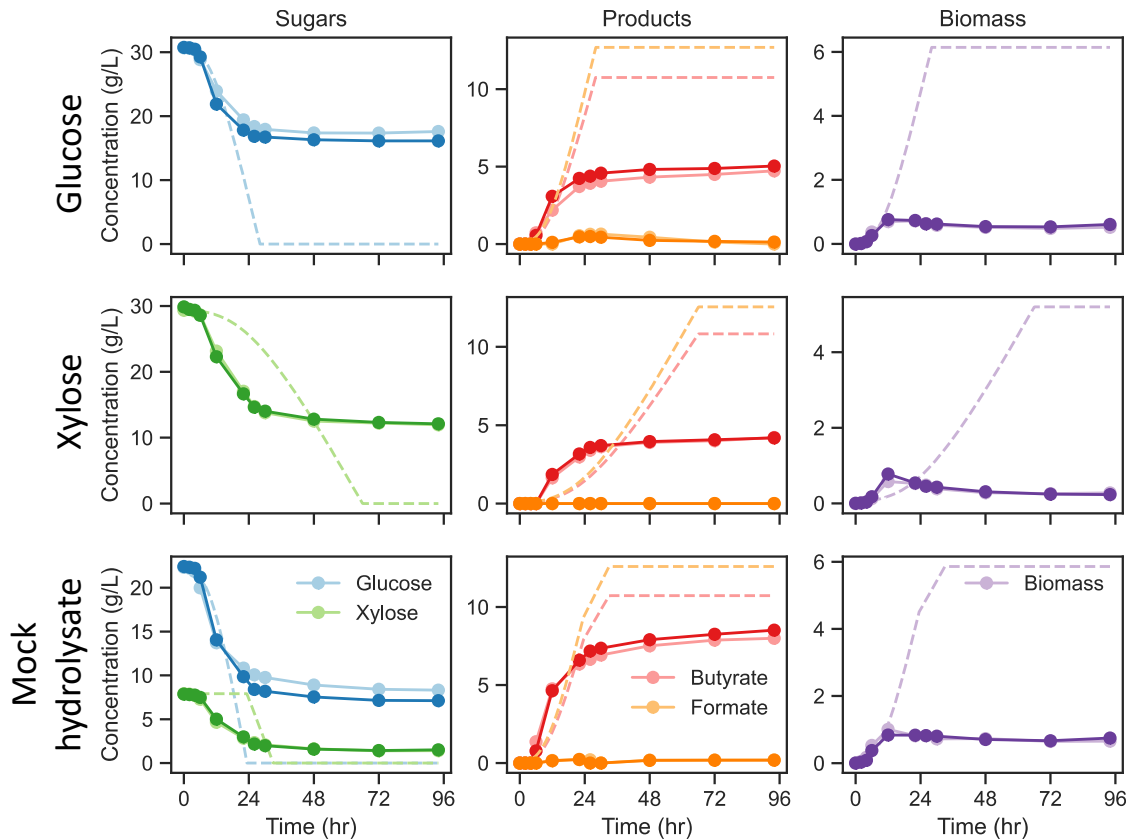 Sugars
Products
Biomass
Glucose
Concentration (g/L)
30
20
10
0
10
5
0
6
4
2
0
Xylose
Concentration (g/L)
30
20
10
0
10
5
0
4
2
0
Mock
hydrolysate
Concentration (g/L)
20
15
10
5
0
Glucose
Xylose
10
5
0
Butyrate
Formate
6
4
2
0
Biomass
0 24 48 72 96
0 24 48 72 96
0 24 48 72 96
Time (hr)
Time (hr)
Time (hr)